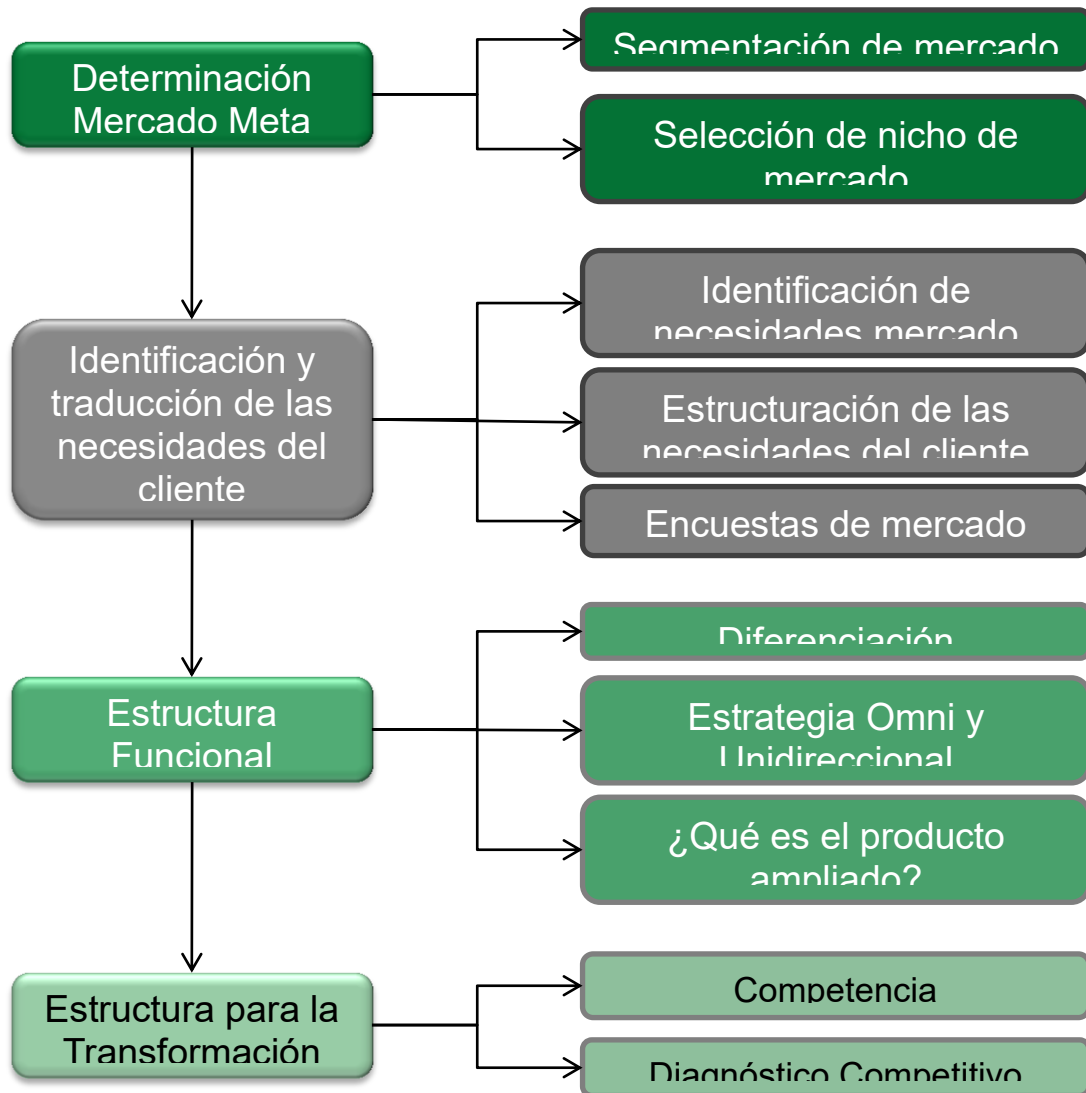 Determinación
Mercado Meta
Segmentación de mercado
Selección de nicho de
mercado
Identificación y
traducción de las
necesidades del
cliente
Identificación de
necesidades mercado
Estructuración de las
necesidades del cliente
Encuestas de mercado
Estructura
Funcional
Diferenciación
Estrategia Omni y
Unidireccional
¿Qué es el producto
ampliado?
Estructura para la
Transformación
Competencia
Diagnóstico Competitivo